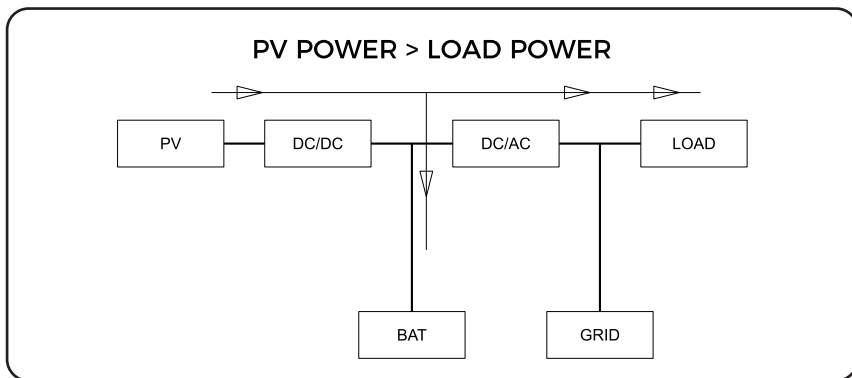 PV POWER > LOAD POWER
PV
DC/DC
DC/AC
LOAD
BAT
GRID